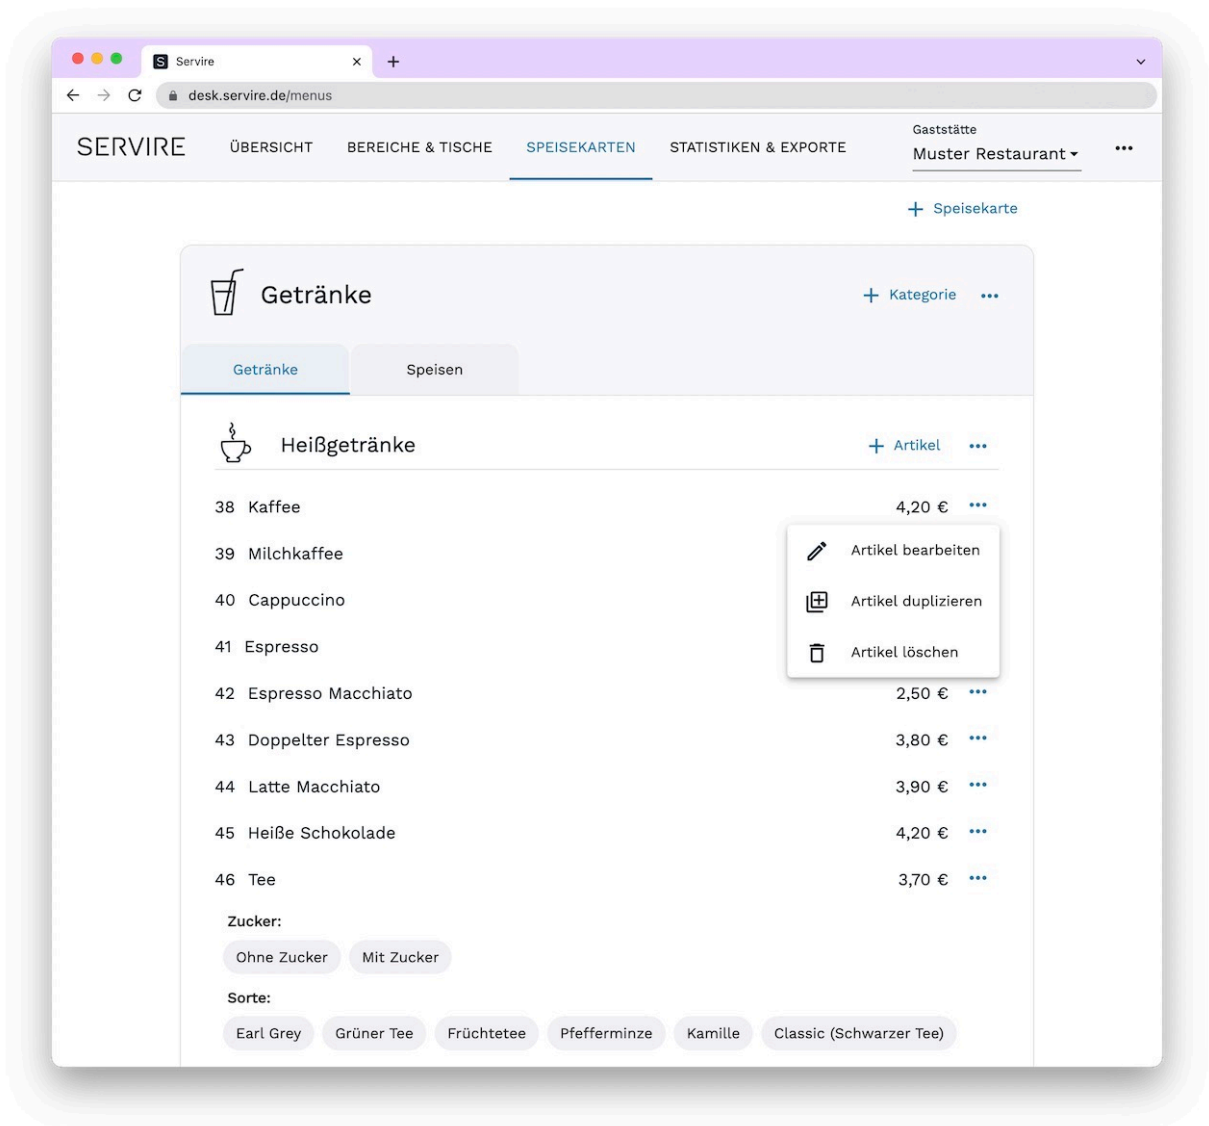 Servire
desk.servire.de/menus
SERVIRE ÜBERSICHT BEREICHE & TISCHE SPEISEKARTEN STATISTIKEN & EXPORTE Gaststätte
Muster Restaurant
+ Speisekarte
Getränke + Kategorie
Getränke Speisen
Heißgetränke + Artikel
38 Kaffee 4,20 €
39 Milchkaffee Artikel bearbeiten
40 Cappuccino Artikel duplizieren
41 Espresso Artikel löschen
42 Espresso Macchiato 2,50 €
43 Doppelter Espresso 3,80 €
44 Latte Macchiato 3,90 €
45 Heiße Schokolade 4,20 €
46 Tee 3,70 €
Zucker:
Ohne Zucker Mit Zucker
Sorte:
Earl Grey Grüner Tee Früchtetee Pfefferminze Kamille Classic (Schwarzer Tee)